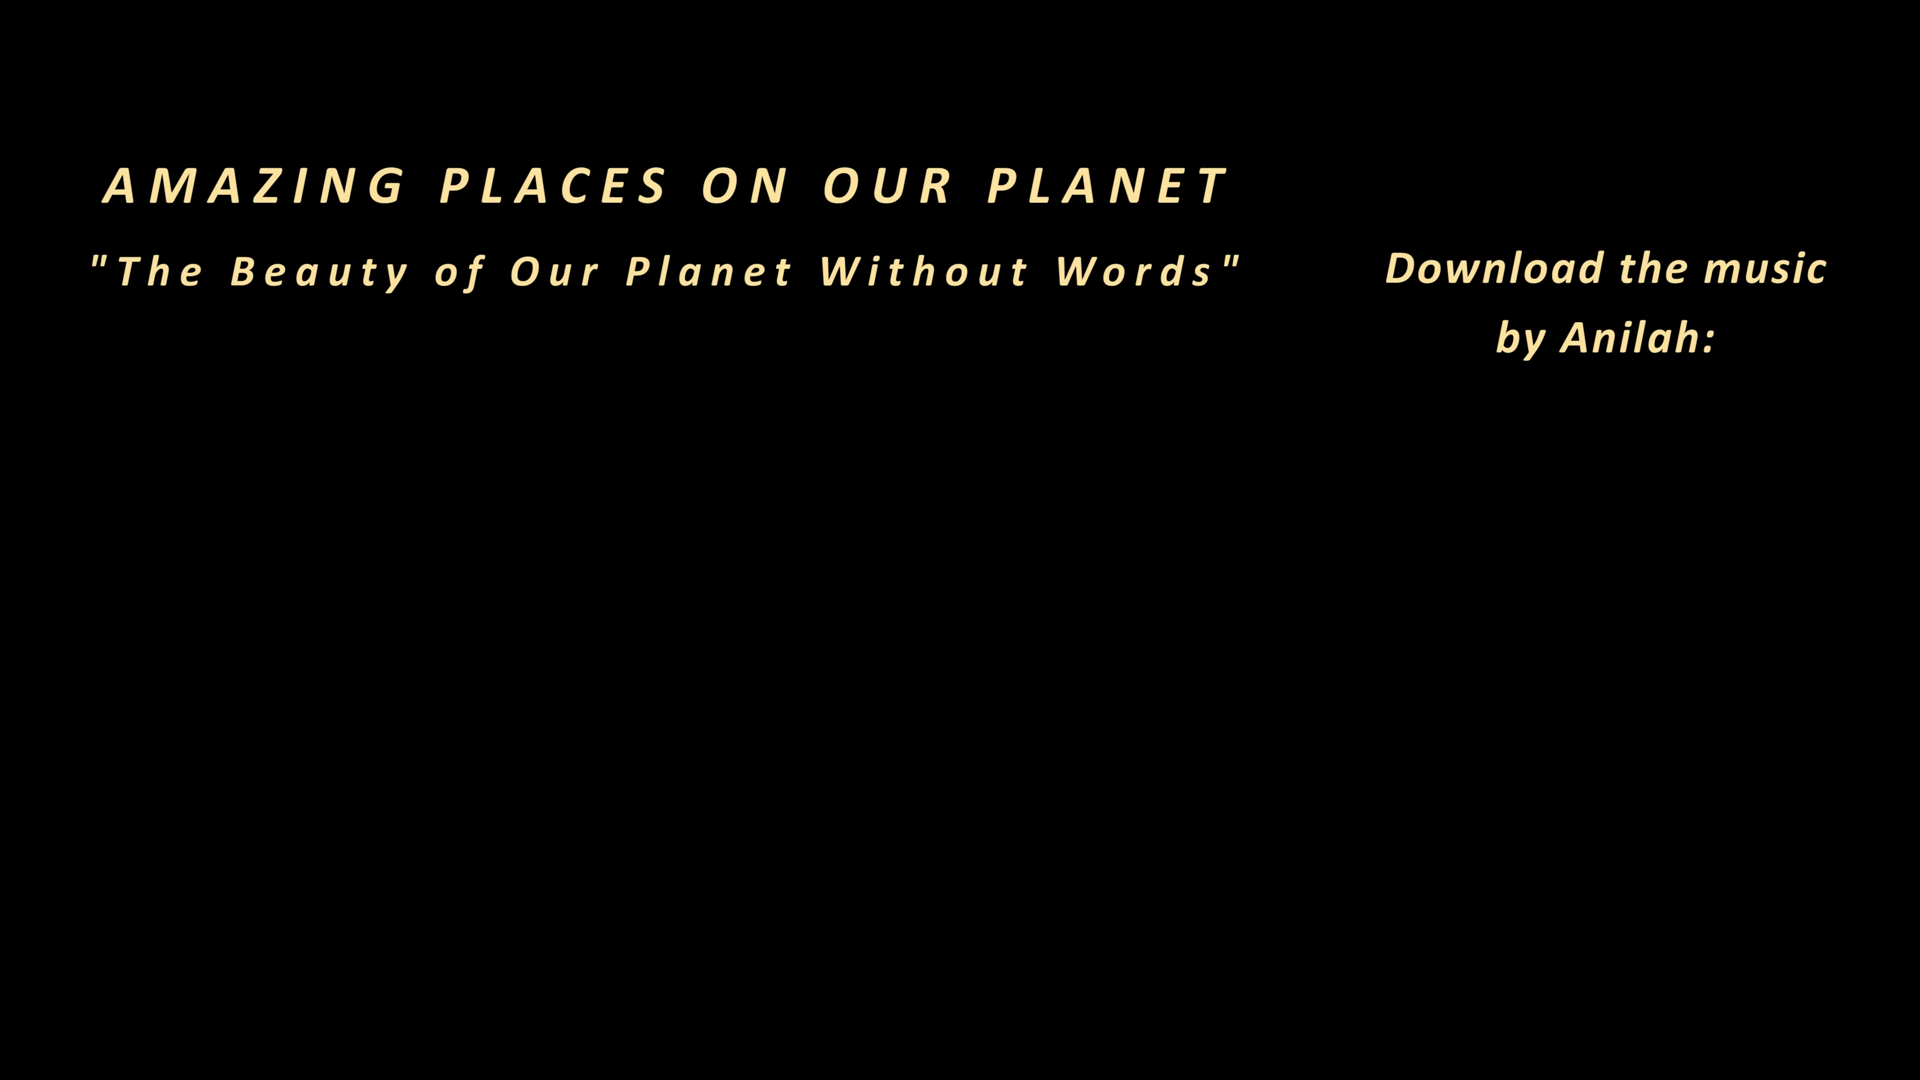 AMAZING PLACES ON OUR PLANET
"The Beauty of Our Planet Without Words"
Download the music
by Anilah: